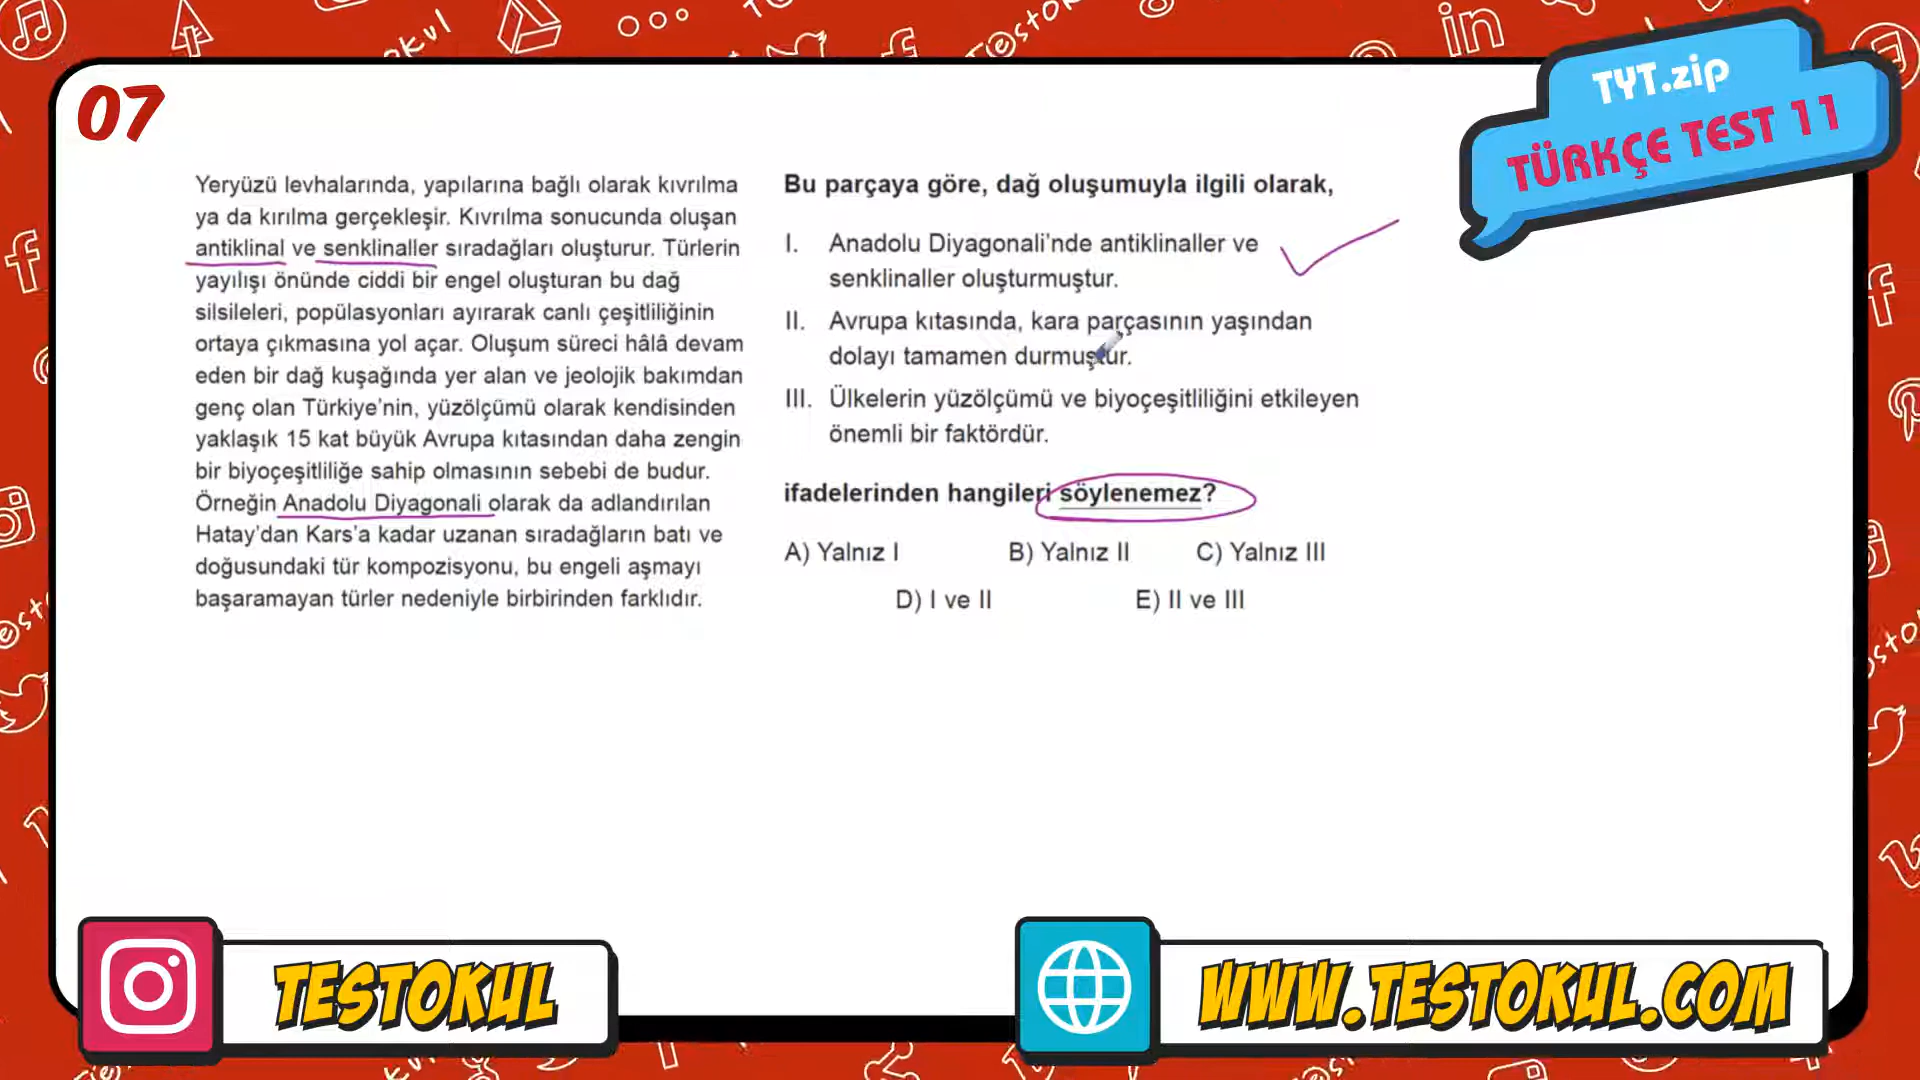 07
TYT.zip
TÜRKÇE TEST 11
Yeryüzü levhalarında, yapılarına bağlı olarak kıvrılma
ya da kırılma gerçekleşir. Kıvrılma sonucunda oluşan
antiklinal ve senklinaller sıradağları oluşturur. Türlerin
yayılışı önünde ciddi bir engel oluşturan bu dağ
silsileleri, popülasyonları ayırarak canlı çeşitliliğinin
ortaya çıkmasına yol açar. Oluşum süreci hâlâ devam
eden bir dağ kuşağında yer alan ve jeolojik bakımdan
genç olan Türkiye'nin, yüzölçümü olarak kendisinden
yaklaşık 15 kat büyük Avrupa kıtasından daha zengin
bir biyoçeşitliliğe sahip olmasının sebebi de budur.
Örneğin Anadolu Diyagonali olarak da adlandırılan
Hatay'dan Kars'a kadar uzanan sıradağların batı ve
doğusundaki tür kompozisyonu, bu engeli aşmayı
başaramayan türler nedeniyle birbirinden farklıdır.
Bu parçaya göre, dağ oluşumuyla ilgili olarak,
I. Anadolu Diyagonali'nde antiklinaller ve
senklinaller oluşturmuştur.
II. Avrupa kıtasında, kara parçasının yaşından
dolayı tamamen durmuştur.
III. Ülkelerin yüzölçümü ve biyoçeşitliliğini etkileyen
önemli bir faktördür.
ifadelerinden hangileri söylenemez?
A) Yalnız I B) Yalnız II C) Yalnız III
D) I ve II E) II ve III
TESTOKUL
WWW.TESTOKUL.COM